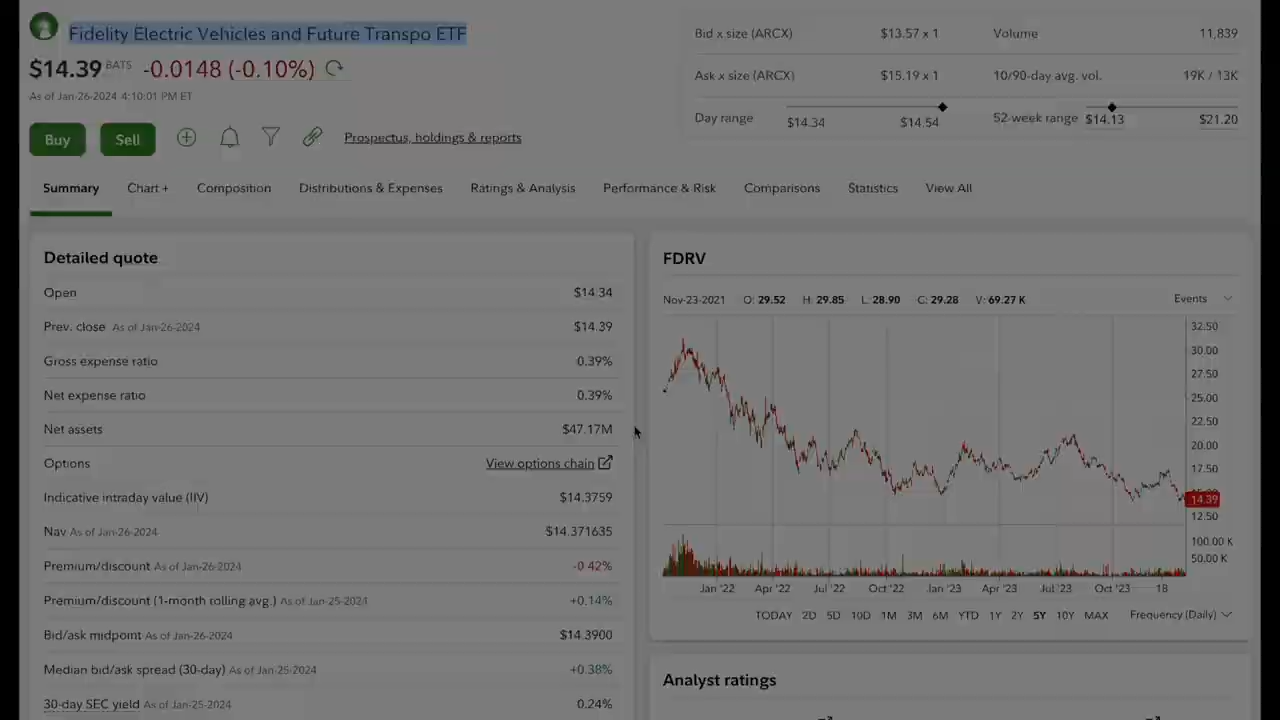 Fidelity Electric Vehicles and Future Transpo ETF
$14.39 BATS -0.0148 (-0.10%)
As of Jan-26-2024 4:10:01 PM ET
Buy Sell Prospectus, holdings & reports
Bid x size (ARCX) $13.57 x 1 Volume 11,839
Ask x size (ARCX) $15.19 x 1 10/90-day avg. vol. 19K / 13K
Day range $14.34 $14.54 52-week range $14.13 $21.20
Summary Chart + Composition Distributions & Expenses Ratings & Analysis Performance & Risk Comparisons Statistics View All
Detailed quote
Open $14.34
Prev. close As of Jan-26-2024 $14.39
Gross expense ratio 0.39%
Net expense ratio 0.39%
Net assets $47.17M
Options View options chain
Indicative intraday value (IIV) $14.3759
Nav As of Jan-26-2024 $14.371635
Premium/discount As of Jan-26-2024 -0.42%
Premium/discount (1-month rolling avg.) As of Jan-25-2024 +0.14%
Bid/ask midpoint As of Jan-26-2024 $14.3900
Median bid/ask spread (30-day) As of Jan-25-2024 +0.38%
30-day SEC yield As of Jan-25-2024 0.24%
FDRV
Nov-23-2021 O: 29.52 H: 29.85 L: 28.90 C: 29.28 V: 69.27 K Events
32.50
30.00
27.50
25.00
22.50
20.00
17.50
14.39
12.50
100.00 K
50.00 K
Jan '22 Apr '22 Jul '22 Oct '22 Jan '23 Apr '23 Jul '23 Oct '23 18
TODAY 2D 5D 10D 1M 3M 6M YTD 1Y 2Y 5Y 10Y MAX Frequency (Daily)
Analyst ratings